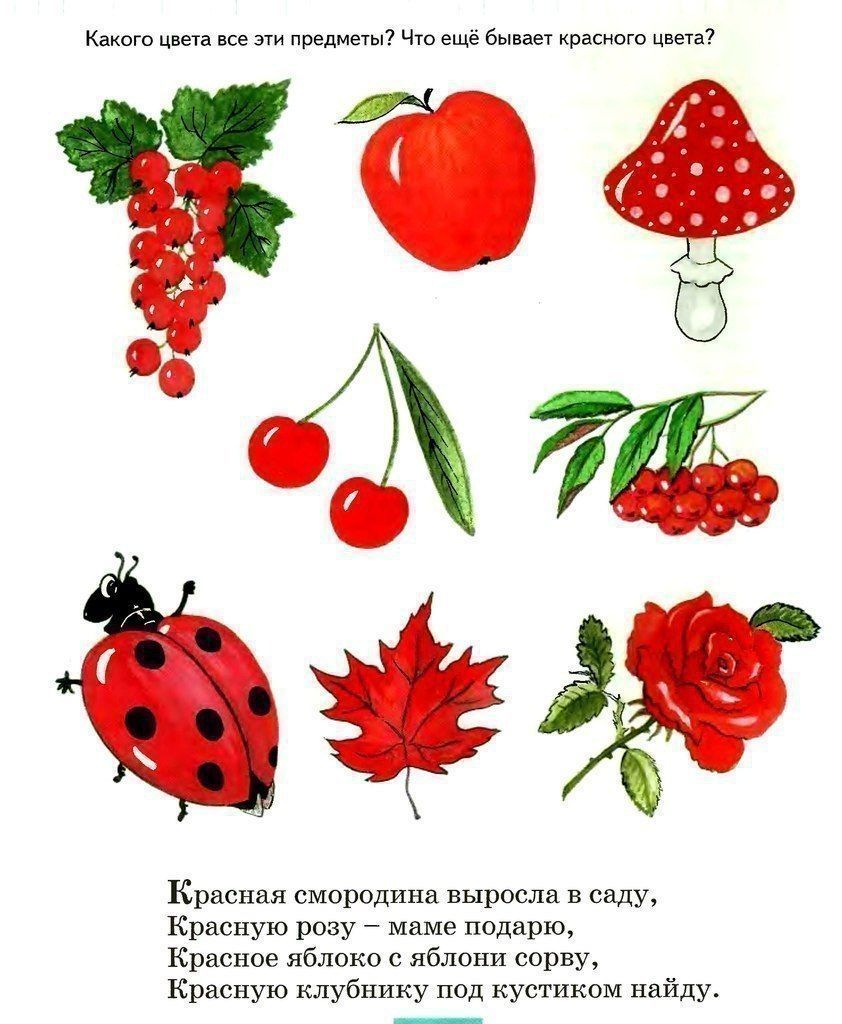 Какого цвета все эти предметы? Что ещё бывает красного цвета?
Красная смородина выросла в саду,
Красную розу – маме подарю,
Красное яблоко с яблони сорву,
Красную клубнику под кустиком найду.